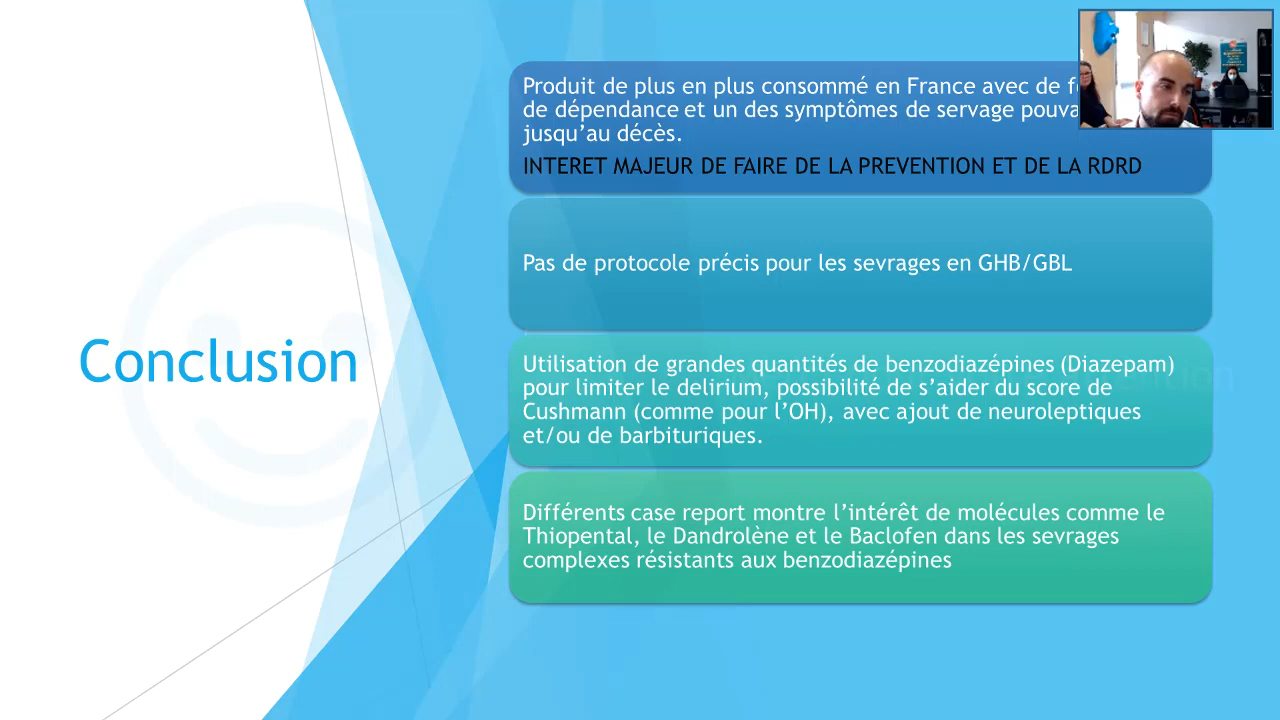 Conclusion
Produit de plus en plus consommé en France avec de
de dépendance et un des symptômes de servage
jusqu’au décès.
INTERET MAJEUR DE FAIRE DE LA PREVENTION ET DE LA RDRD
Pas de protocole précis pour les sevrages en GHB/GBL
Utilisation de grandes quantités de benzodiazépines (Diazepam)
pour limiter le delirium, possibilité de s’aider du score de
Cushmann (comme pour l’OH), avec ajout de neuroleptiques
et/ou de barbituriques.
Différents case report montre l’intérêt de molécules comme le
Thiopental, le Dandrolène et le Baclofen dans les sevrages
complexes résistants aux benzodiazépines